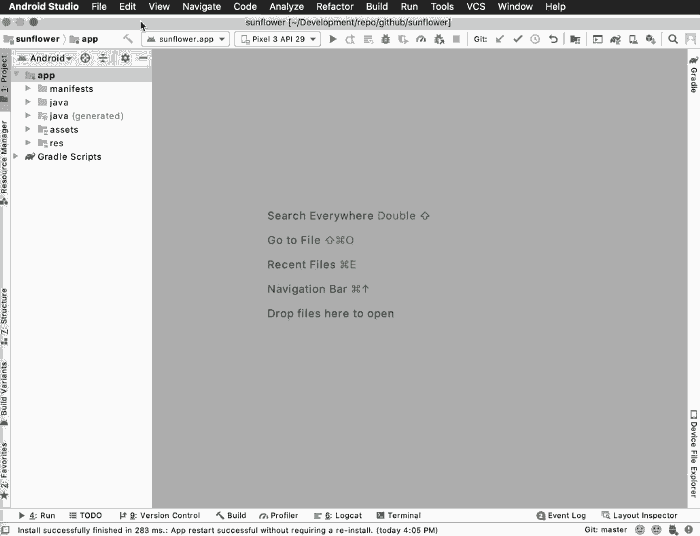 Android Studio File Edit View Navigate Code Analyze Refactor Build Run Tools VCS Window Help
sunflower [~/Development/repo/github/sunflower]
sunflower app sunflower.app Pixel 3 API 29 Git:
1: Project
Resource Manager
7: Structure
Build Variants
2: Favorites
Android
app
manifests
java
java (generated)
assets
res
Gradle Scripts
Search Everywhere Double ⇧
Go to File ⇧⌘O
Recent Files ⌘E
Navigation Bar ⌘↑
Drop files here to open
Gradle
Device File Explorer
4: Run TODO 9: Version Control Build Profiler 6: Logcat Terminal Event Log Layout Inspector
Install successfully finished in 283 ms.: App restart successful without requiring a re-install. (today 4:05 PM) Git: master